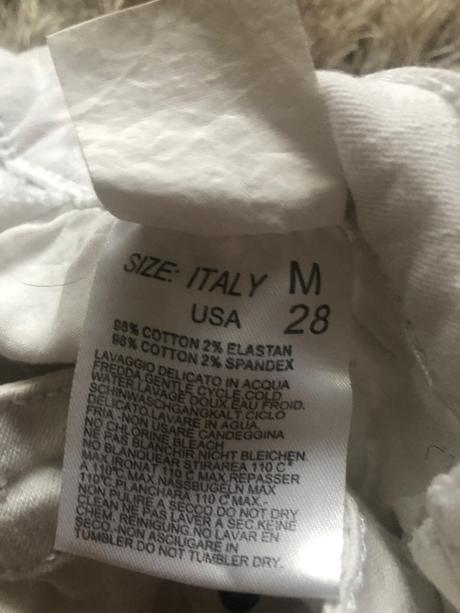 SIZE: ITALY M
USA 28
98% COTTON 2% ELASTAN
98% COTTON 2% SPANDEX
LAVAGGIO DELICATO IN ACQUA
FREDDA.GENTLE CYCLE.COLD
WATER.LAVAGE DOUX.EAU FROID.
SCHINWASCHGANGKALT.CICLO
DELICATO LAVARE IN AGUA.
FRIA .NON USARE CANDEGGINA
NO CHLORINE BLEACH
NE PAS BLANCHIR.NICHT BLEICHEN.
NO BLANQUEAR STIRAREA 110 C°
MAX.IRONAT 110 ° MAX.REPASSER
A 110°C.MAX.NASSBUGELN MAX
110°C.PLANCHARA 110 C°MAX.-
NON PULIRE A SECCO.DO NOT DRY
CLEAN NE PAS LAVER A SEC.KEINE
CHEM. REINIGUNG.NO LAVAR EN
SECO..NON ASCIUGARE IN
TUMBLER.DO NOT TUMBLER DRY.